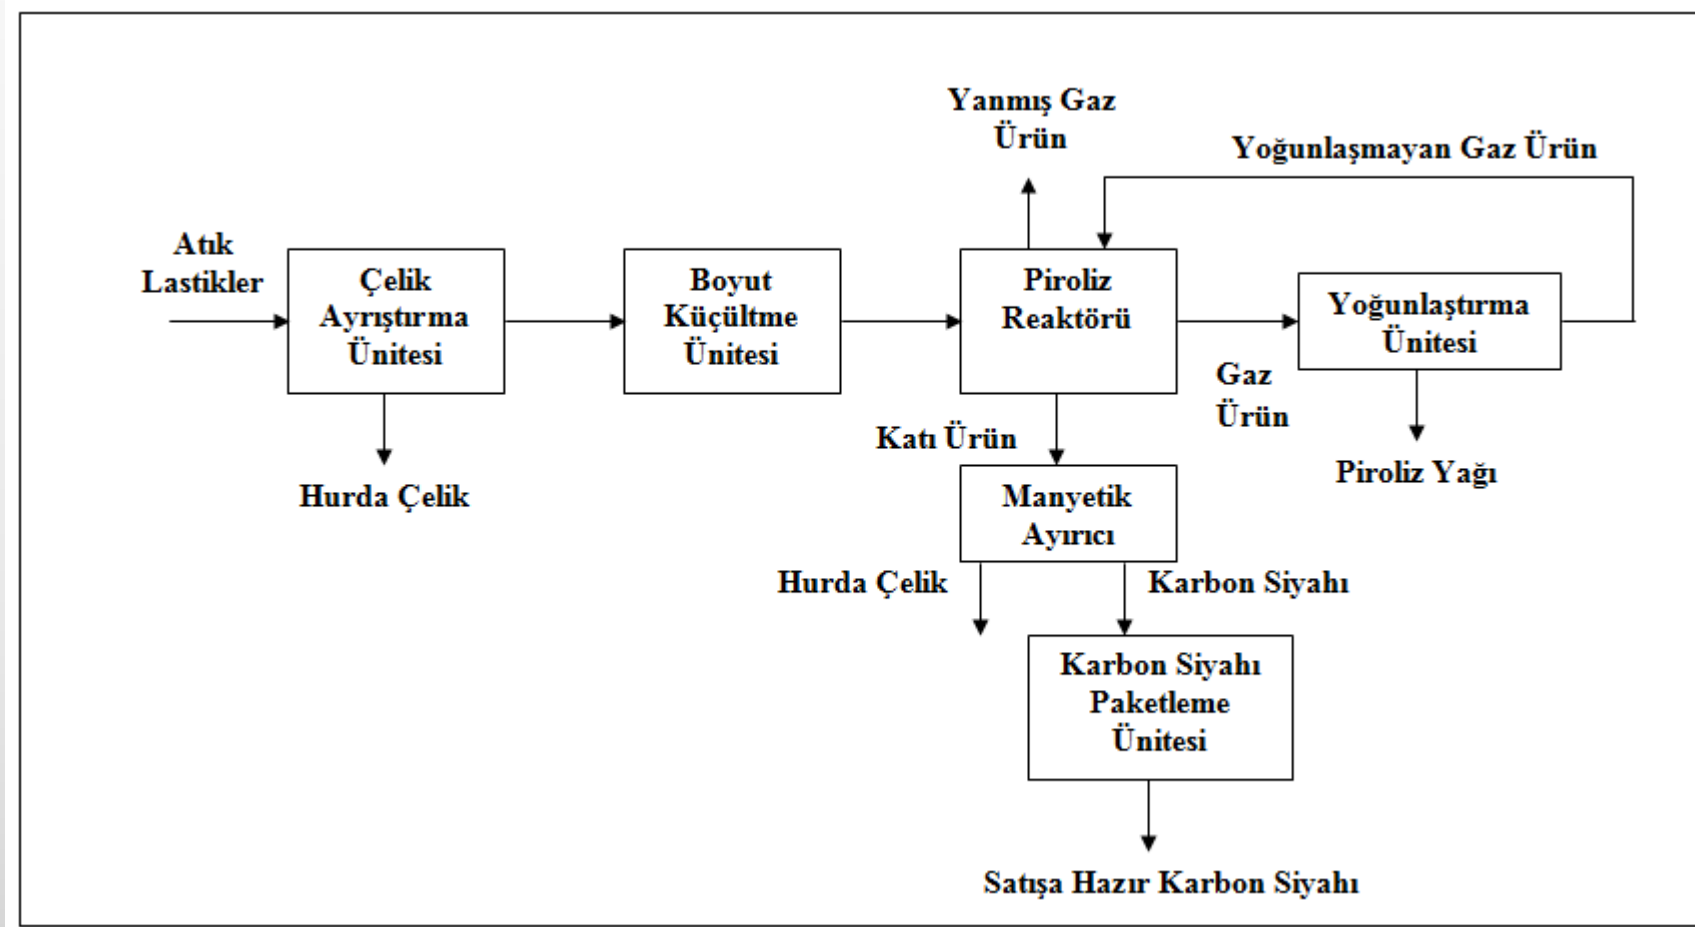 Yanmış Gaz
Ürün
Yoğunlaşmayan Gaz Ürün
Atık
Lastikler
Çelik
Ayrıştırma
Ünitesi
Boyut
Küçültme
Ünitesi
Piroliz
Reaktörü
Yoğunlaştırma
Ünitesi
Gaz
Ürün
Katı Ürün
Piroliz Yağı
Hurda Çelik
Manyetik
Ayırıcı
Hurda Çelik
Karbon Siyahı
Karbon Siyahı
Paketleme
Ünitesi
Satışa Hazır Karbon Siyahı